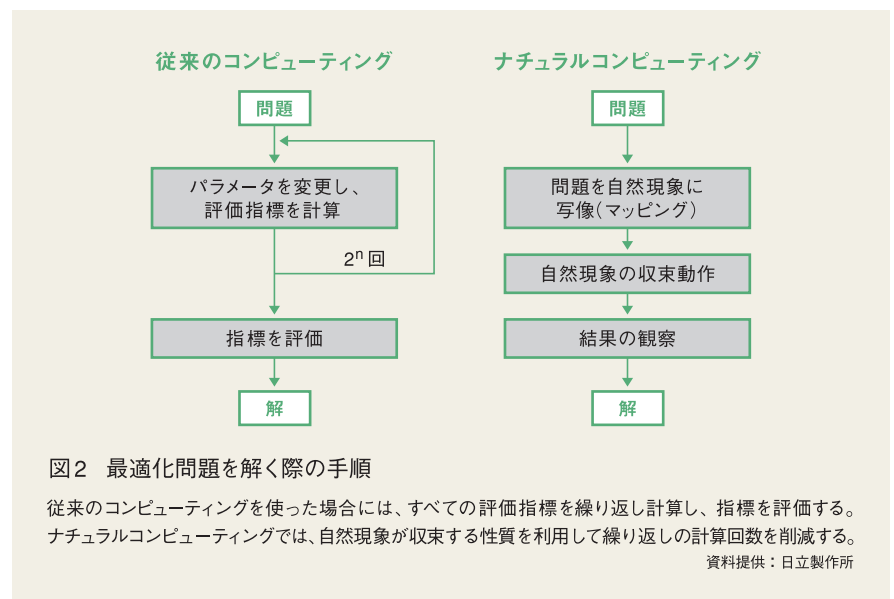 従来のコンピューティング
問題
パラメータを変更し、
評価指標を計算
2ⁿ回
指標を評価
解
ナチュラルコンピューティング
問題
問題を自然現象に
写像(マッピング)
自然現象の収束動作
結果の観察
解
図2 最適化問題を解く際の手順
従来のコンピューティングを使った場合には、すべての評価指標を繰り返し計算し、指標を評価する。
ナチュラルコンピューティングでは、自然現象が収束する性質を利用して繰り返しの計算回数を削減する。
資料提供:日立製作所